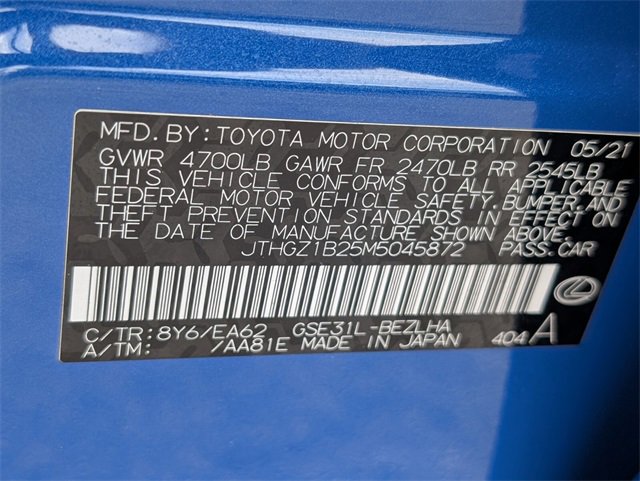 MFD. BY: TOYOTA MOTOR CORPORATION 05/21
GVWR 4700LB GAWR FR 2470LB RR 2545LB
THIS VEHICLE CONFORMS TO ALL APPLICABLE
FEDERAL MOTOR VEHICLE SAFETY, BUMPER, AND
THEFT PREVENTION STANDARDS IN EFFECT ON
THE DATE OF MANUFACTURE SHOWN ABOVE.
JTHGZ1B25M5045872 PASS. CAR
C/TR: 8Y6/EA62 GSE31L-BEZLHA
A/TM: /AA81E MADE IN JAPAN 404 A